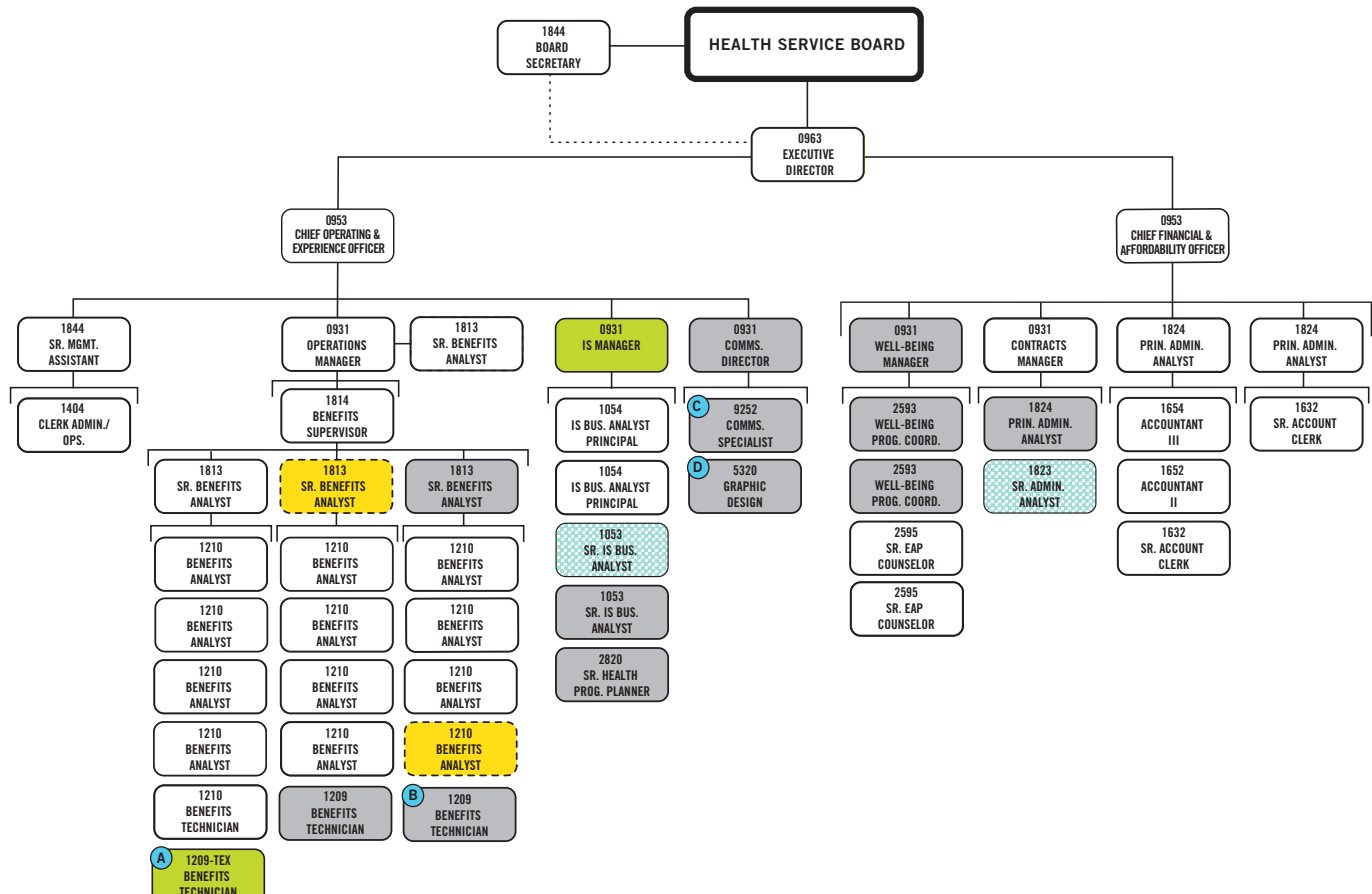 1844
BOARD
SECRETARY
HEALTH SERVICE BOARD
0963
EXECUTIVE
DIRECTOR
0953
CHIEF OPERATING &
EXPERIENCE OFFICER
0953
CHIEF FINANCIAL &
AFFORDABILITY OFFICER
1844
SR. MGMT.
ASSISTANT
0931
OPERATIONS
MANAGER
1813
SR. BENEFITS
ANALYST
0931
IS MANAGER
0931
COMMS.
DIRECTOR
0931
WELL-BEING
MANAGER
0931
CONTRACTS
MANAGER
1824
PRIN. ADMIN.
ANALYST
1824
PRIN. ADMIN.
ANALYST
1404
CLERK ADMIN./
OPS.
1814
BENEFITS
SUPERVISOR
1813
SR. BENEFITS
ANALYST
1210
BENEFITS
ANALYST
1210
BENEFITS
ANALYST
1210
BENEFITS
ANALYST
1210
BENEFITS
ANALYST
1210
BENEFITS
TECHNICIAN
A
1209-TEX
BENEFITS
TECHNICIAN
1813
SR. BENEFITS
ANALYST
1210
BENEFITS
ANALYST
1210
BENEFITS
ANALYST
1210
BENEFITS
ANALYST
1210
BENEFITS
ANALYST
1209
BENEFITS
TECHNICIAN
1813
SR. BENEFITS
ANALYST
1210
BENEFITS
ANALYST
1210
BENEFITS
ANALYST
1210
BENEFITS
ANALYST
1210
BENEFITS
ANALYST
B
1209
BENEFITS
TECHNICIAN
1054
IS BUS. ANALYST
PRINCIPAL
1054
IS BUS. ANALYST
PRINCIPAL
1053
SR. IS BUS.
ANALYST
1053
SR. IS BUS.
ANALYST
2820
SR. HEALTH
PROG. PLANNER
C
9252
COMMS.
SPECIALIST
D
5320
GRAPHIC
DESIGN
2593
WELL-BEING
PROG. COORD.
2593
WELL-BEING
PROG. COORD.
2595
SR. EAP
COUNSELOR
2595
SR. EAP
COUNSELOR
1824
PRIN. ADMIN.
ANALYST
1823
SR. ADMIN.
ANALYST
1654
ACCOUNTANT
III
1652
ACCOUNTANT
II
1632
SR. ACCOUNT
CLERK
1632
SR. ACCOUNT
CLERK